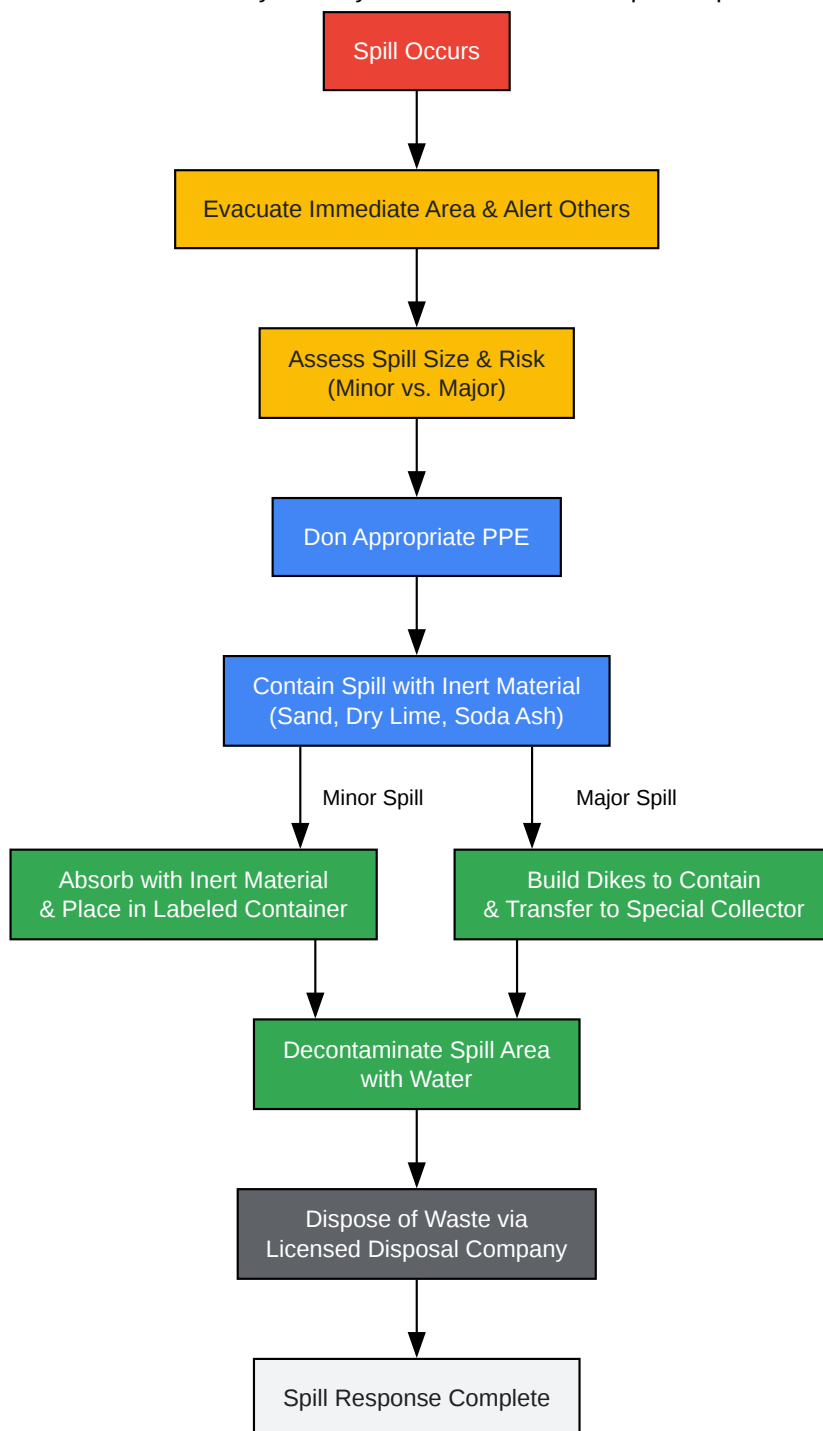 Spill Occurs
Evacuate Immediate Area & Alert Others
Assess Spill Size & Risk
(Minor vs. Major)
Don Appropriate PPE
Contain Spill with Inert Material
(Sand, Dry Lime, Soda Ash)
Minor Spill
Major Spill
Absorb with Inert Material
& Place in Labeled Container
Build Dikes to Contain
& Transfer to Special Collector
Decontaminate Spill Area
with Water
Dispose of Waste via
Licensed Disposal Company
Spill Response Complete